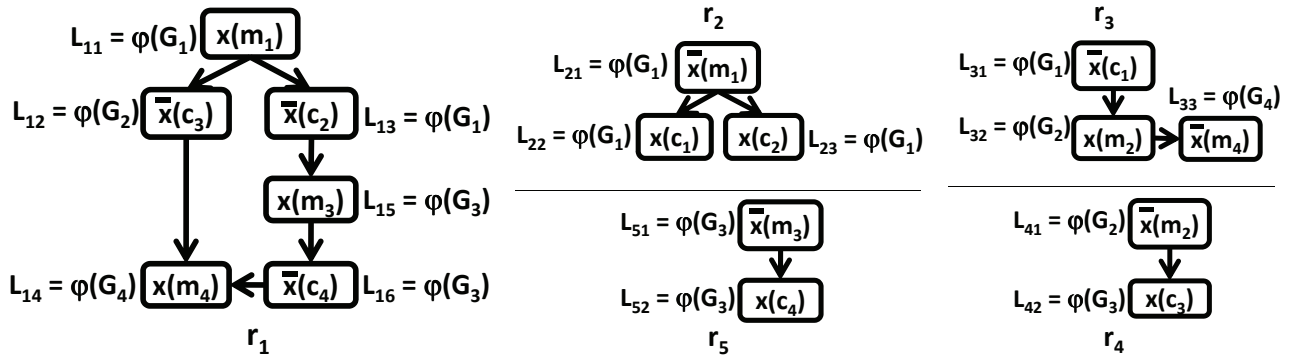 L₁₁ = φ(G₁) x(m₁)
L₁₂ = φ(G₂) x̄(c₃) x̄(c₂) L₁₃ = φ(G₁)
x(m₃) L₁₅ = φ(G₃)
L₁₄ = φ(G₄) x(m₄) x̄(c₄) L₁₆ = φ(G₃)
r₁
r₂
L₂₁ = φ(G₁) x̄(m₁)
L₂₂ = φ(G₁) x(c₁) x(c₂) L₂₃ = φ(G₁)
r₃
L₃₁ = φ(G₁) x̄(c₁)
L₃₃ = φ(G₄)
L₃₂ = φ(G₂) x(m₂) x̄(m₄)
L₅₁ = φ(G₃) x̄(m₃)
L₅₂ = φ(G₃) x(c₄)
r₅
L₄₁ = φ(G₂) x̄(m₂)
L₄₂ = φ(G₃) x(c₃)
r₄